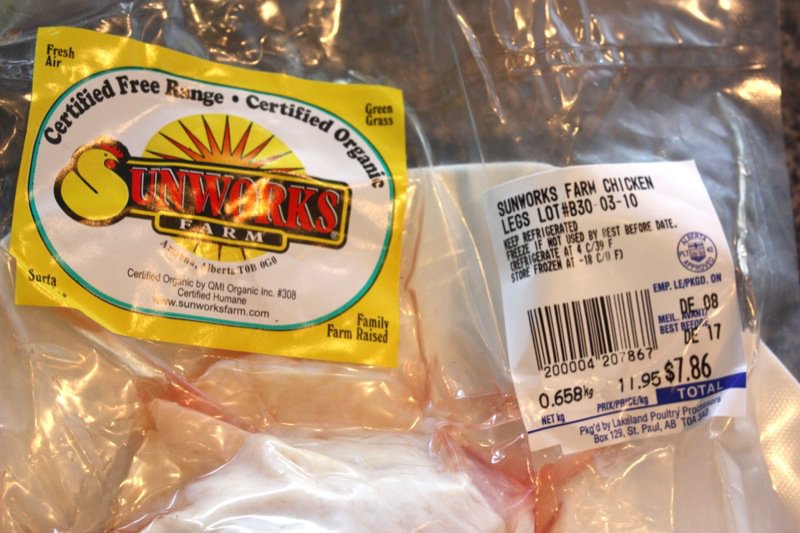 Fresh
Air
Certified Free Range • Certified Organic
Green
Grass
SUNWORKS
FARM
Alberta T0B 0G0
Certified Organic by QMI Organic Inc. #308
Certified Humane
www.sunworksfarm.com
Family
Farm Raised
SUNWORKS FARM CHICKEN
LEGS LOT#B30-03-10
KEEP REFRIGERATED
FREEZE IF NOT USED BY BEST BEFORE DATE.
(REFRIGERATE AT 4 C/39 F
STORE FROZEN AT -18 C/0 F)
ALBERTA
APPROVED
EMP. LE/PKGD. ON
DE 08
MEIL. AVANT/
BEST BEFORE
DE 17
200004 207867
0.658kg 11.95 $7.86
NET kg PRIX/PRICE/kg TOTAL
Pkg'd by Lakeland Poultry Processors
Box 129, St. Paul, AB T0A 3A0